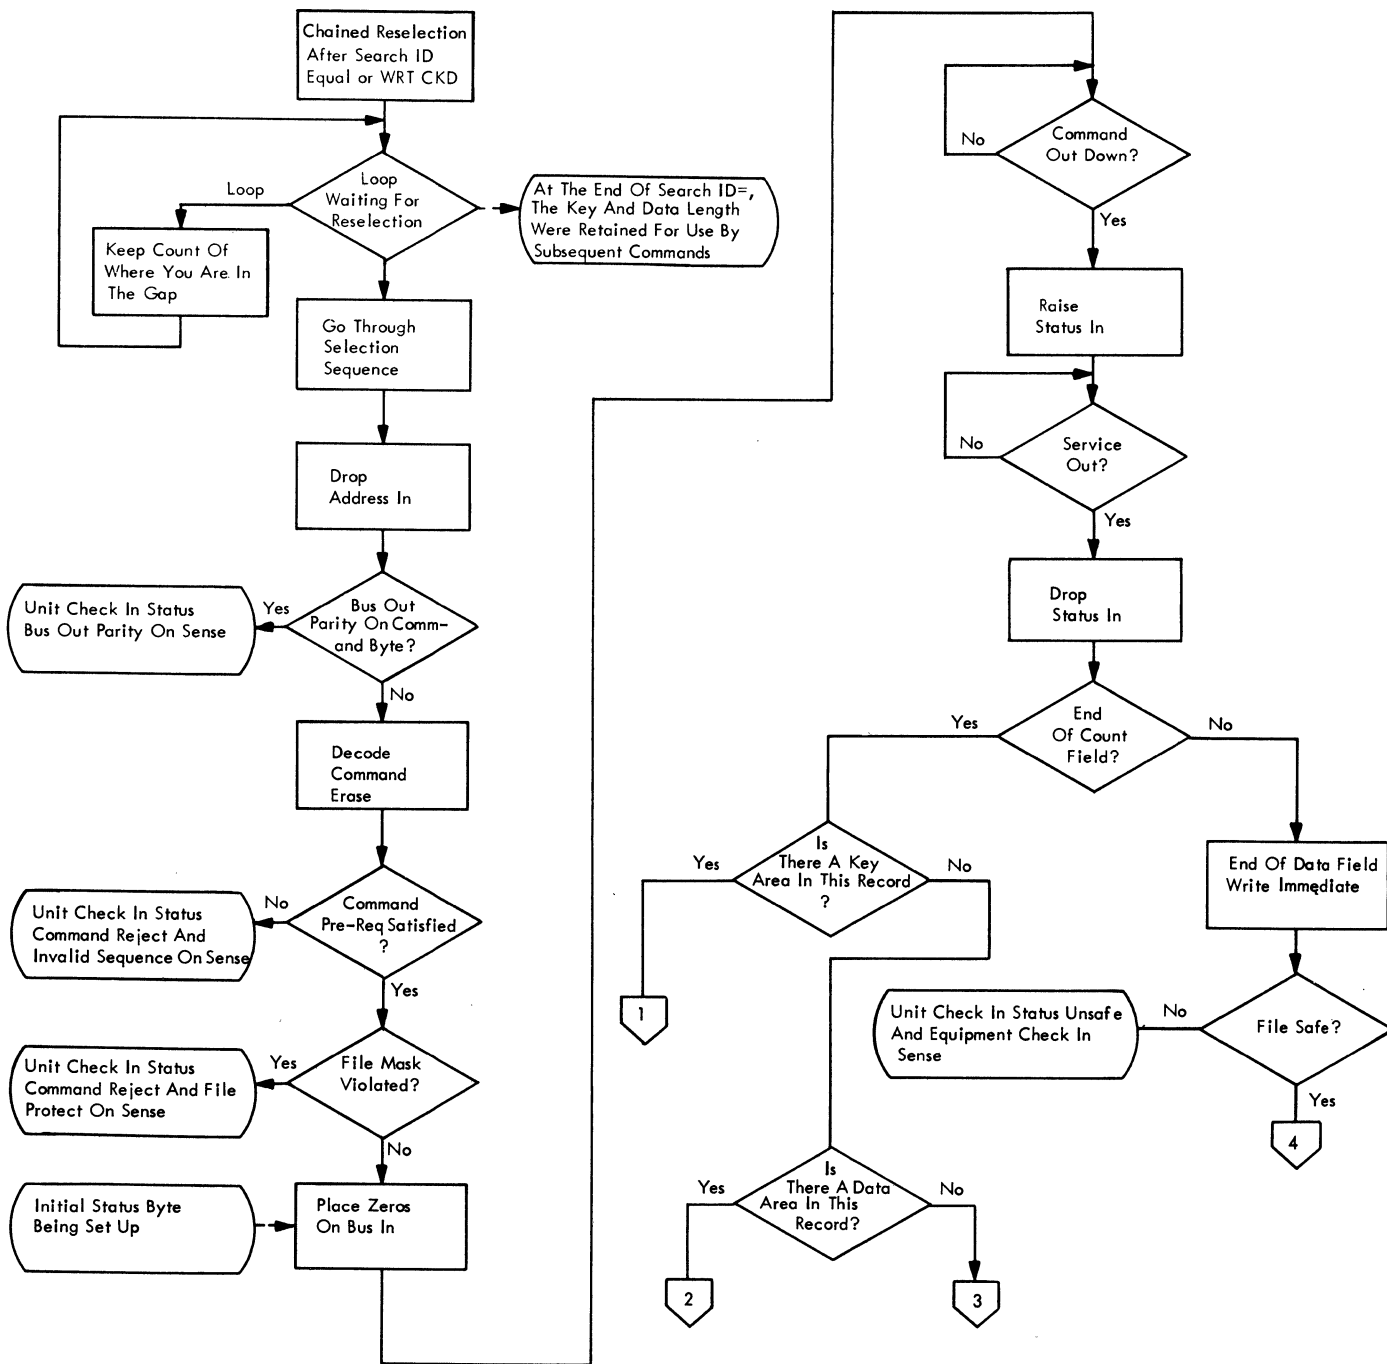 Chained Reselection
After Search ID
Equal or WRT CKD
Loop
Loop
Waiting For
Reselection
At The End Of Search ID=,
The Key And Data Length
Were Retained For Use By
Subsequent Commands
Keep Count Of
Where You Are In
The Gap
Go Through
Selection
Sequence
Drop
Address In
Unit Check In Status
Bus Out Parity On Sense
Yes
Bus Out
Parity On Comm-
and Byte?
No
Decode
Command
Erase
Unit Check In Status
Command Reject And
Invalid Sequence On Sense
No
Command
Pre-Req Satisfied
?
Yes
Unit Check In Status
Command Reject And File
Protect On Sense
Yes
File Mask
Violated?
No
Initial Status Byte
Being Set Up
Place Zeros
On Bus In
No
Command
Out Down?
Yes
Raise
Status In
No
Service
Out?
Yes
Drop
Status In
Yes
End
Of Count
Field?
No
Yes
Is
There A Key
Area In This Record
?
No
End Of Data Field
Write Immediate
1
Unit Check In Status Unsafe
And Equipment Check In
Sense
No
File Safe?
Yes
4
Yes
Is
There A Data
Area In This
Record?
No
2
3